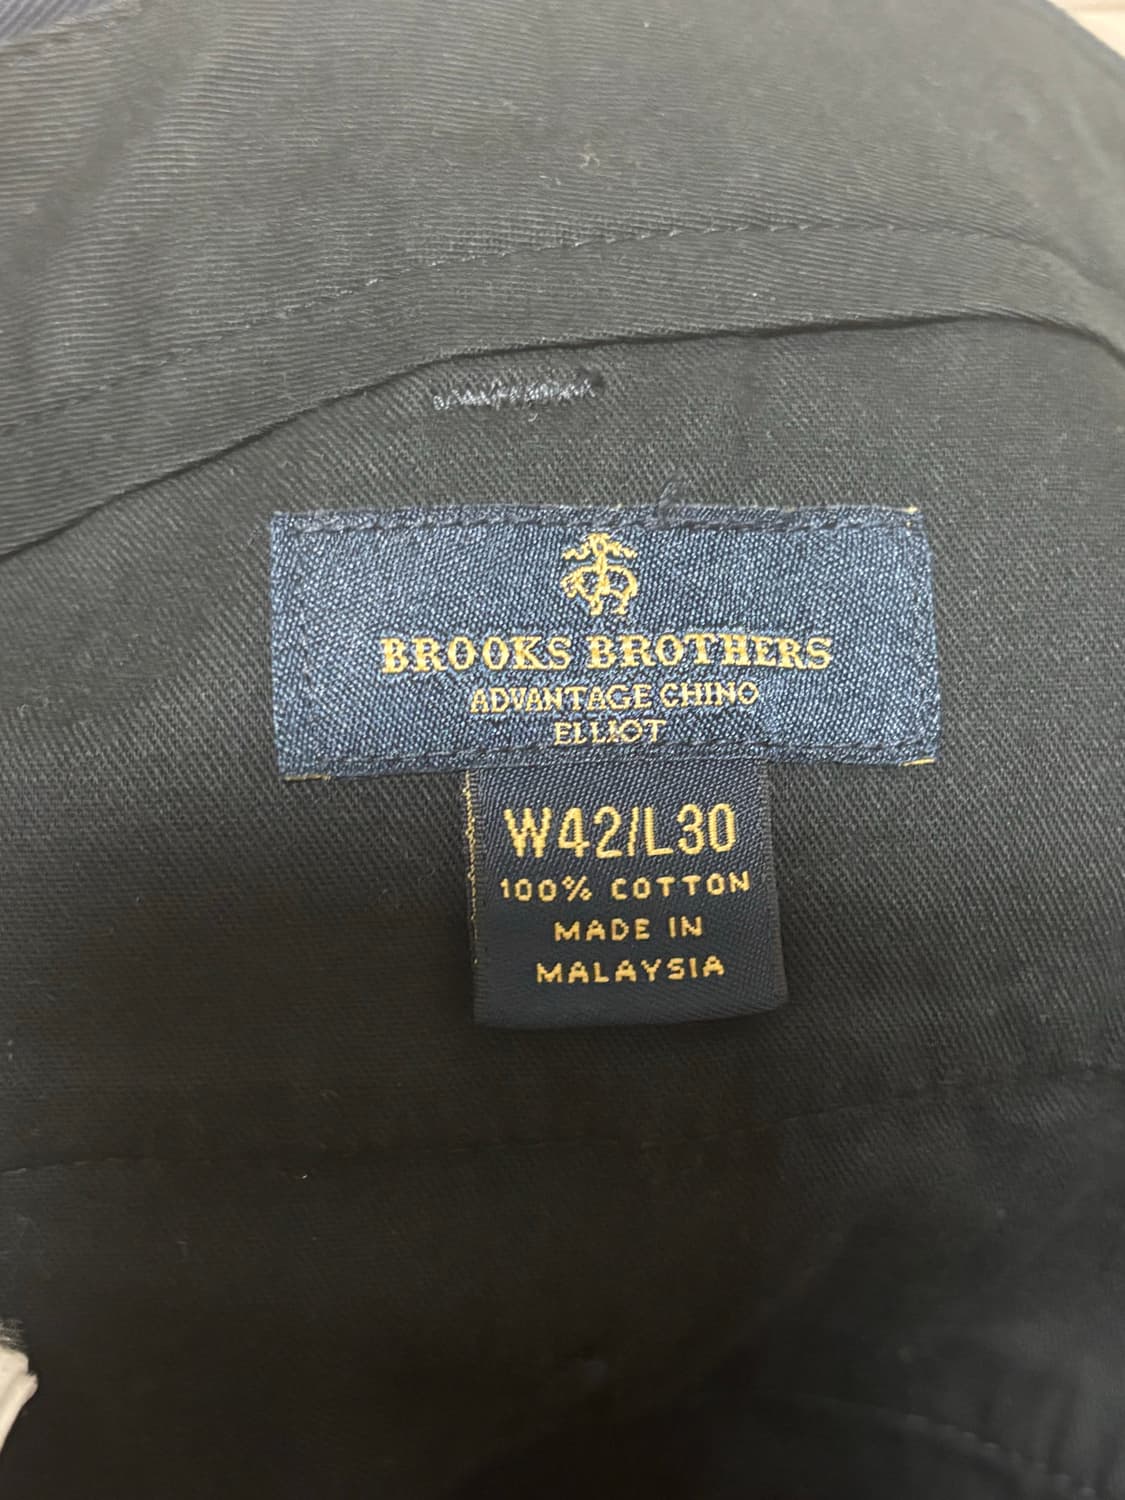 BROOKS BROTHERS
ADVANTAGE CHINO
ELLIOT
W42/L30
100% COTTON
MADE IN
MALAYSIA